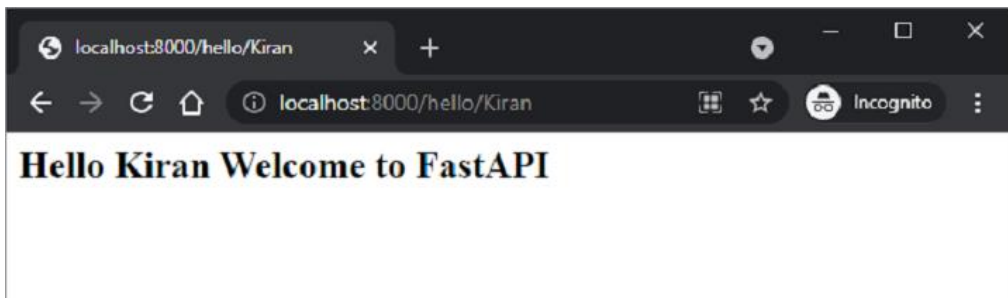 localhost:8000/hello/Kiran
localhost:8000/hello/Kiran Incognito
Hello Kiran Welcome to FastAPI